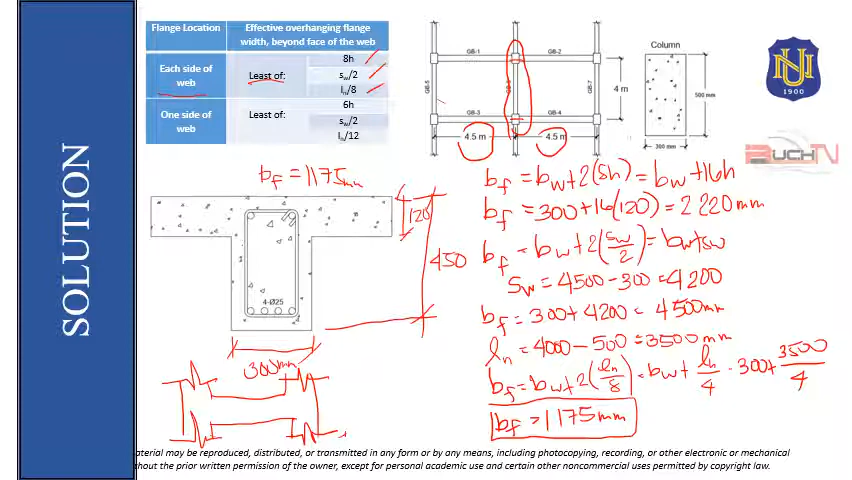 SOLUTION
Flange Location
Effective overhanging flange width, beyond face of the web
Each side of web
Least of:
8h
sw/2
ln/8
One side of web
Least of:
6h
sw/2
ln/12
GB-1
GB-2
GB-5
GB-7
GB-3
GB-4
4 m
4.5 m
4.5 m
Column
500 mm
300 mm
1900
BUCHTN
bf = 1175mm
120
450
4-Ø25
300mm
bf = bw+2(8h) = bw+16h
bf = 300+16(120) = 2220mm
bf = bw+2(sw/2) = bw+sw
sw = 4500-300 = 4200
bf = 300+4200 = 4500mm
ln = 4000-500 = 3500mm
bf = bw+2(ln/8) = bw+ln/4 = 300+3500/4
bf = 1175mm
aterial may be reproduced, distributed, or transmitted in any form or by any means, including photocopying, recording, or other electronic or mechanical
hout the prior written permission of the owner, except for personal academic use and certain other noncommercial uses permitted by copyright law.